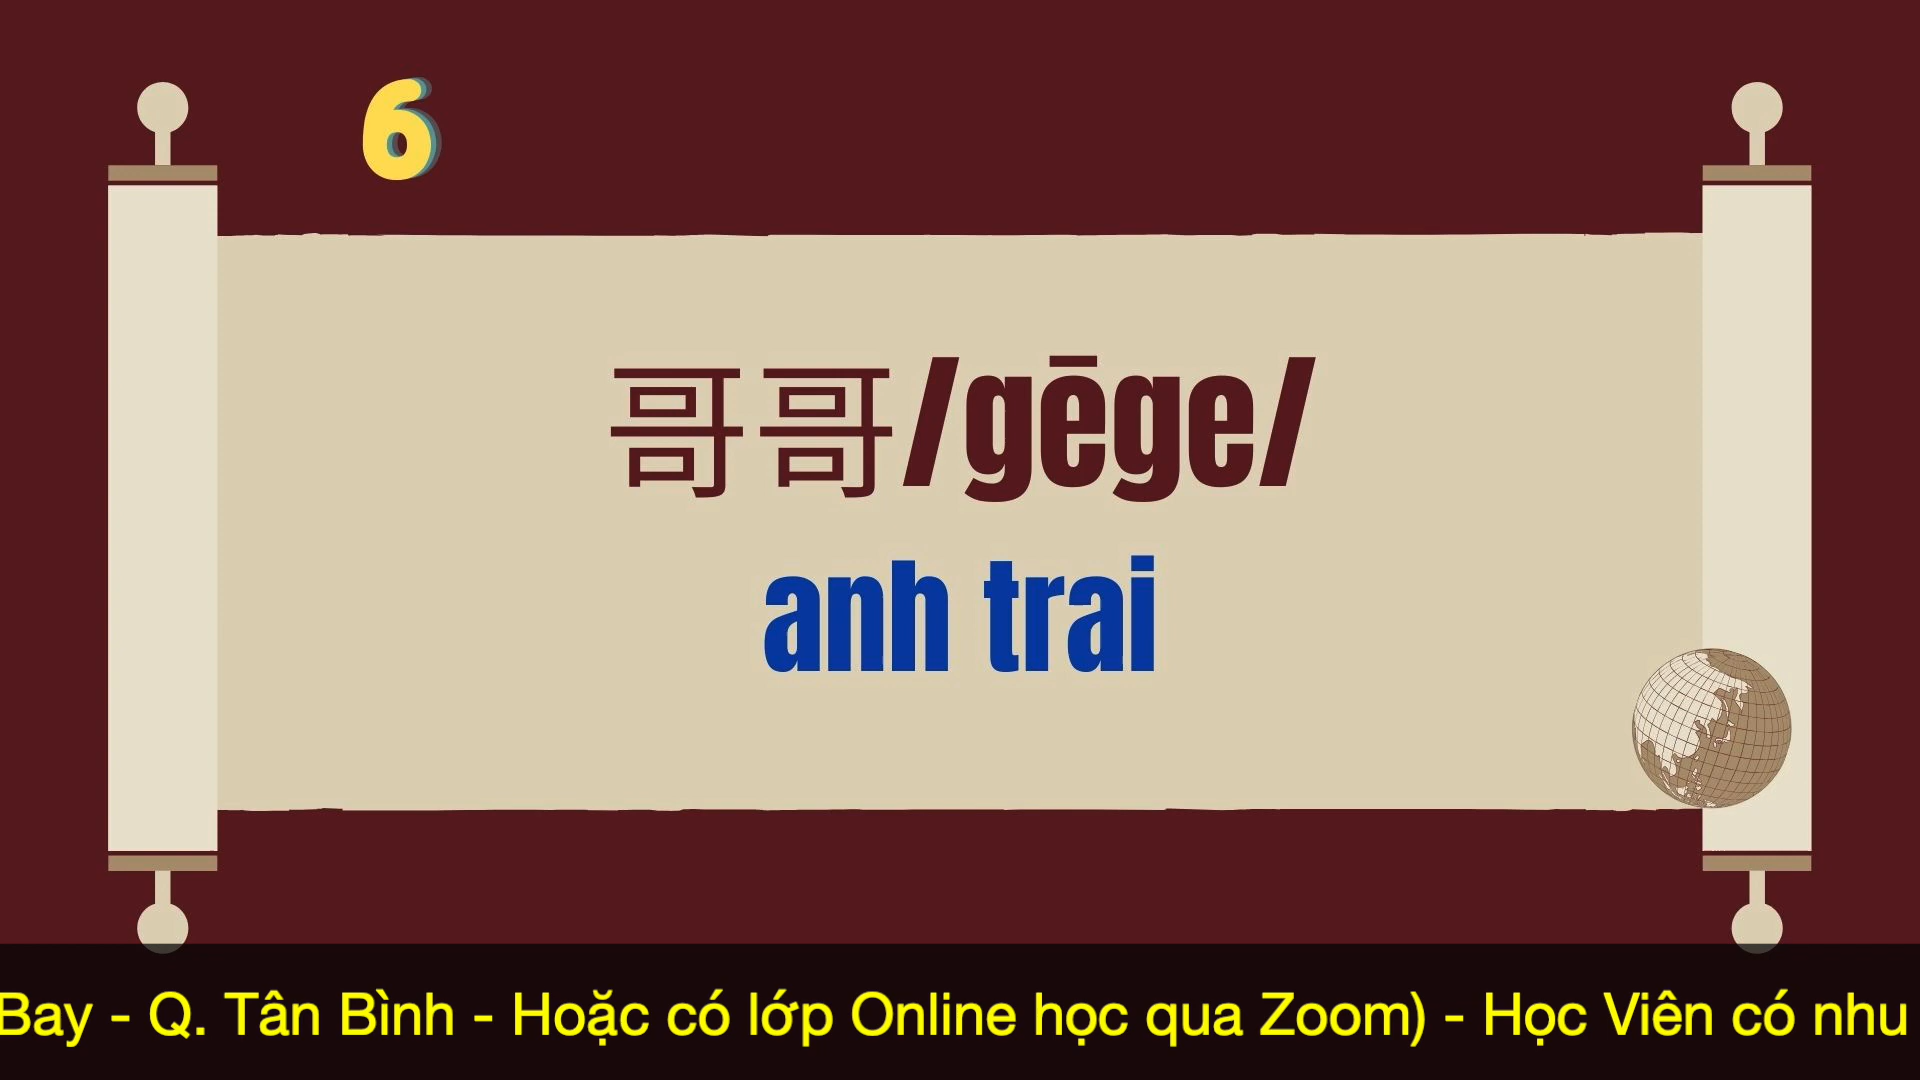 6
哥哥/gēge/
anh trai
Bay - Q. Tân Bình - Hoặc có lớp Online học qua Zoom) - Học Viên có nhu